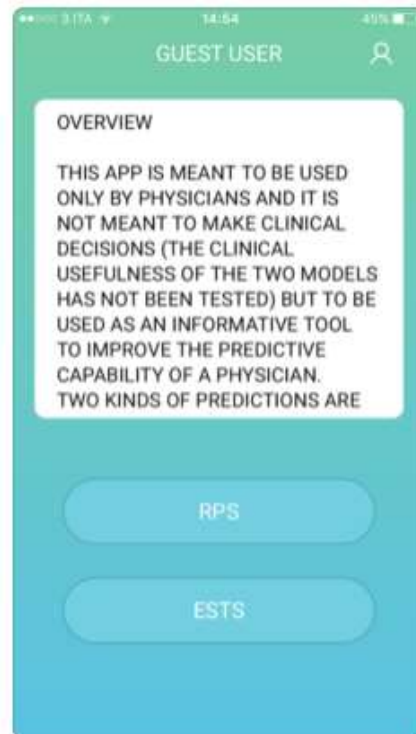 3 ITA 14:54 45%
GUEST USER
OVERVIEW
THIS APP IS MEANT TO BE USED
ONLY BY PHYSICIANS AND IT IS
NOT MEANT TO MAKE CLINICAL
DECISIONS (THE CLINICAL
USEFULNESS OF THE TWO MODELS
HAS NOT BEEN TESTED) BUT TO BE
USED AS AN INFORMATIVE TOOL
TO IMPROVE THE PREDICTIVE
CAPABILITY OF A PHYSICIAN.
TWO KINDS OF PREDICTIONS ARE
RPS
ESTS